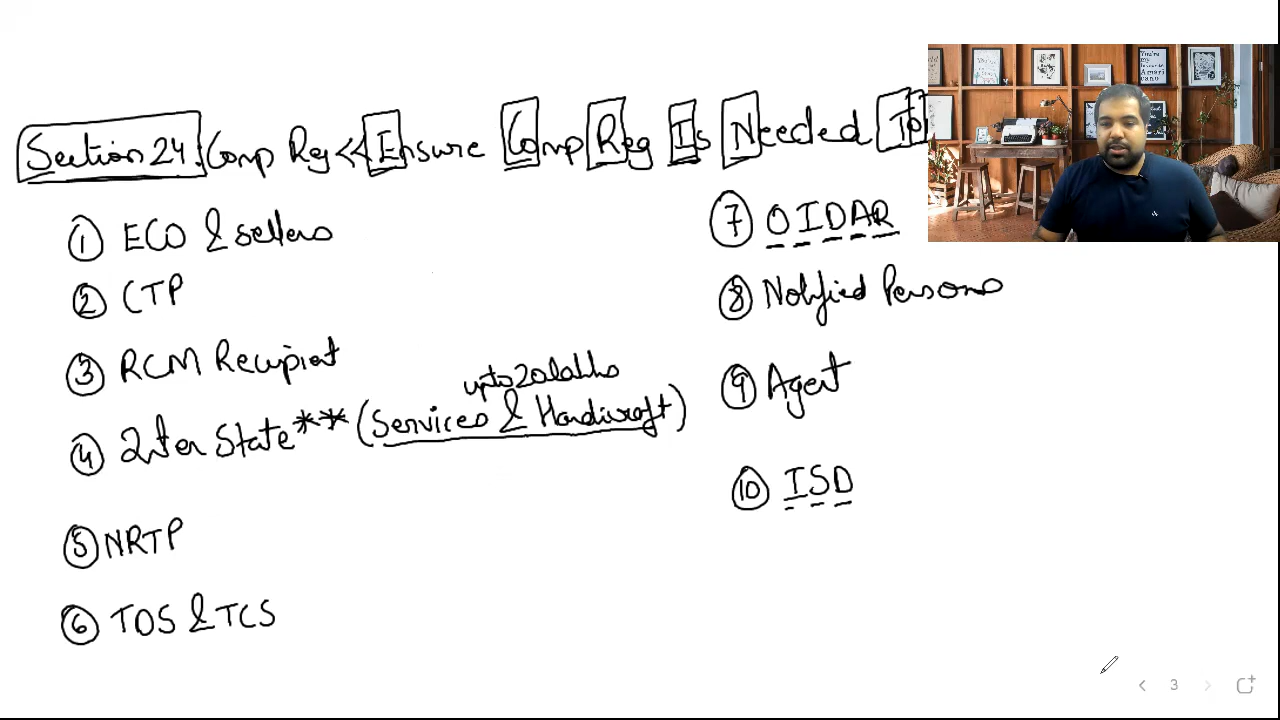 Section 24: Comp Reg << Ensure Comp Reg Is Needed To
① ECO & sellers
② CTP
③ RCM Recipient
upto 20 lakhs
④ Inter State** (Services & Handicraft)
⑤ NRTP
⑥ TDS & TCS
⑦ OIDAR
⑧ Notified Persons
⑨ Agent
⑩ ISD
3